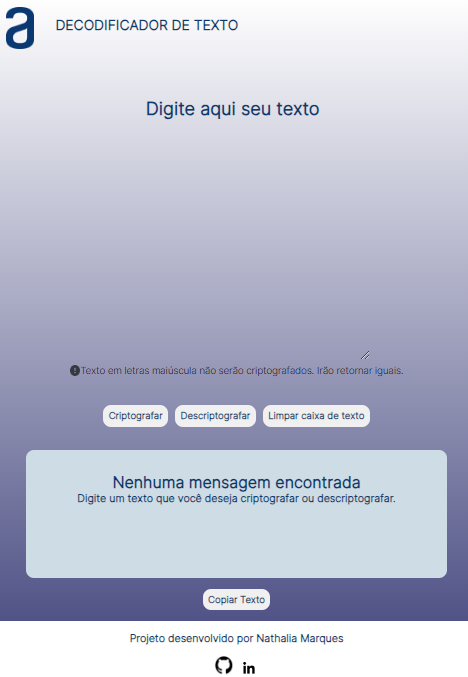 a
DECODIFICADOR DE TEXTO
Digite aqui seu texto
Texto em letras maiúscula não serão criptografados. Irão retornar iguais.
Criptografar Descriptografar Limpar caixa de texto
Nenhuma mensagem encontrada
Digite um texto que você deseja criptografar ou descriptografar.
Copiar Texto
Projeto desenvolvido por Nathalia Marques
in